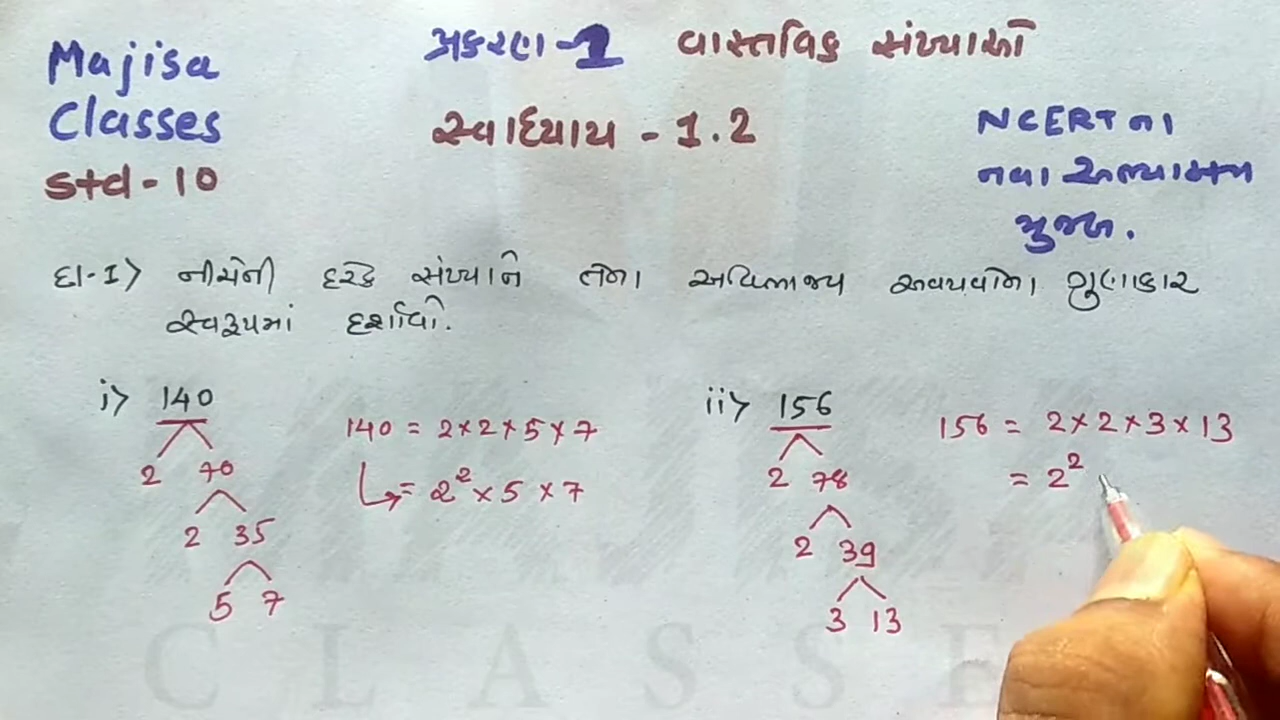 Majisa
Classes
std - 10
પ્રકરણ - 1 વાસ્તવિક સંખ્યાઓ
સ્વાધ્યાય - 1.2
NCERT ના
નવા અભ્યાસક્રમ
મુજબ.
દા-1> નીચેની દરેક સંખ્યાને તેના અવિભાજ્ય અવયવોના ગુણાકાર
સ્વરૂપમાં દર્શાવો.
i> 140
2 70
2 35
5 7
140 = 2×2×5×7
= 2² × 5 × 7
ii> 156
2 78
2 39
3 13
156 = 2×2×3×13
= 2²
CLASSE